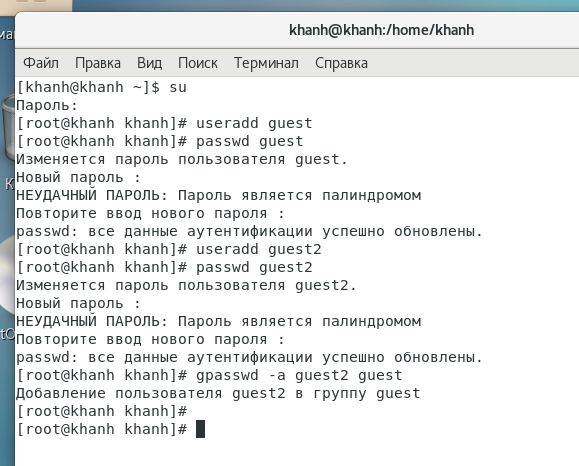 khanh@khanh:/home/khanh
Файл Правка Вид Поиск Терминал Справка
[khanh@khanh ~]$ su
Пароль:
[root@khanh khanh]# useradd guest
[root@khanh khanh]# passwd guest
Изменяется пароль пользователя guest.
Новый пароль :
НЕУДАЧНЫЙ ПАРОЛЬ: Пароль является палиндромом
Повторите ввод нового пароля :
passwd: все данные аутентификации успешно обновлены.
[root@khanh khanh]# useradd guest2
[root@khanh khanh]# passwd guest2
Изменяется пароль пользователя guest2.
Новый пароль :
НЕУДАЧНЫЙ ПАРОЛЬ: Пароль является палиндромом
Повторите ввод нового пароля :
passwd: все данные аутентификации успешно обновлены.
[root@khanh khanh]# gpasswd -a guest2 guest
Добавление пользователя guest2 в группу guest
[root@khanh khanh]#
[root@khanh khanh]#